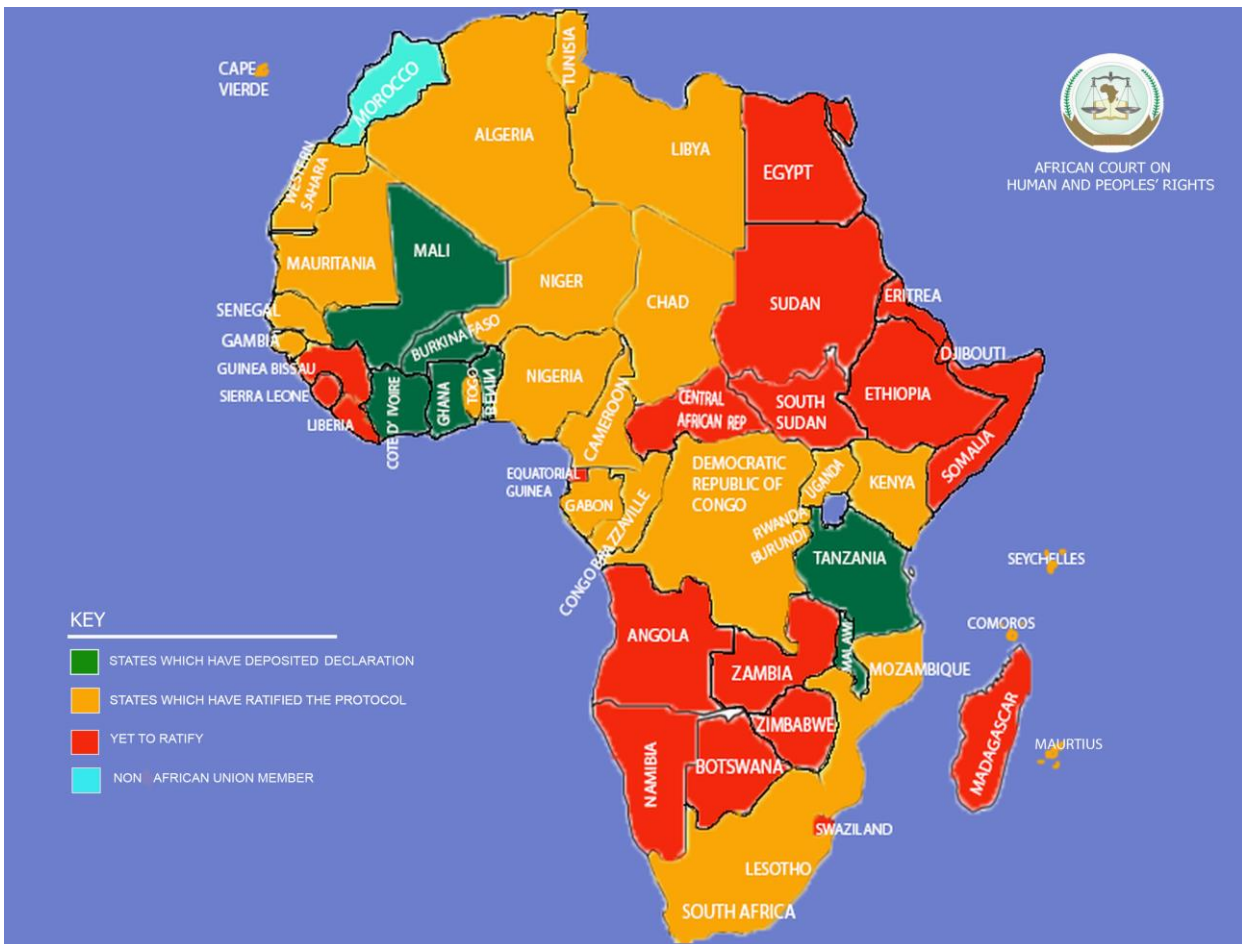 CAPE
VIERDE
MOROCCO
TUNISIA
ALGERIA
LIBYA
EGYPT
AFRICAN COURT ON
HUMAN AND PEOPLES' RIGHTS
WESTERN
SAHARA
MAURITANIA
MALI
NIGER
CHAD
SUDAN
ERITREA
SENEGAL
GAMBIA
GUINEA BISSAU
SIERRA LEONE
LIBERIA
COTE D' IVOIRE
BURKINA FASO
GHANA
TOGO
BENIN
NIGERIA
CAMEROON
CENTRAL
AFRICAN REP
SOUTH
SUDAN
ETHIOPIA
DJIBOUTI
SOMALIA
EQUATORIAL
GUINEA
GABON
CONGO BRAZZAVILLE
DEMOCRATIC
REPUBLIC OF
CONGO
UGANDA
KENYA
RWANDA
BURUNDI
TANZANIA
SEYCHELLES
COMOROS
ANGOLA
ZAMBIA
MALAWI
MOZAMBIQUE
ZIMBABWE
MADAGASCAR
MAURTIUS
NAMIBIA
BOTSWANA
SWAZILAND
LESOTHO
SOUTH AFRICA
KEY
STATES WHICH HAVE DEPOSITED DECLARATION
STATES WHICH HAVE RATIFIED THE PROTOCOL
YET TO RATIFY
NON AFRICAN UNION MEMBER